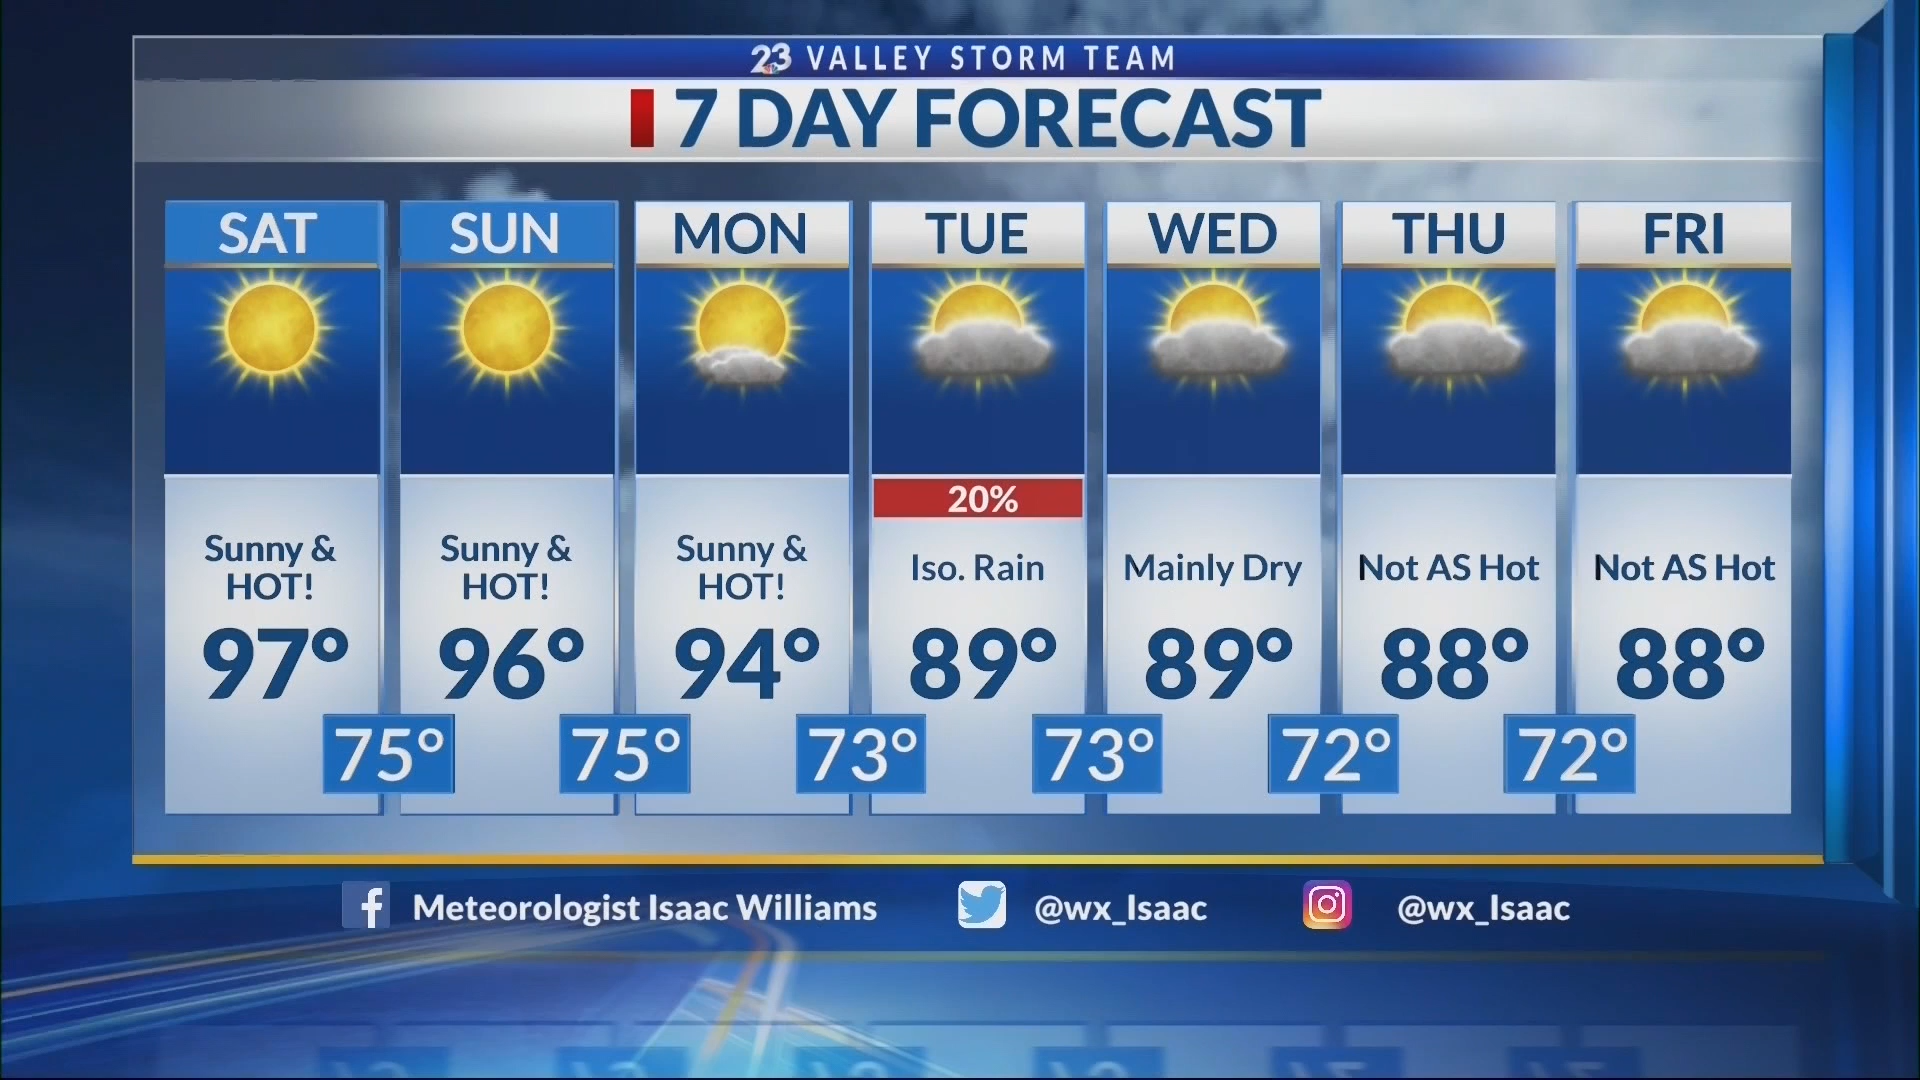 23 VALLEY STORM TEAM
7 DAY FORECAST
SAT
SUN
MON
TUE
WED
THU
FRI
20%
Sunny &
HOT!
Sunny &
HOT!
Sunny &
HOT!
Iso. Rain
Mainly Dry
Not AS Hot
Not AS Hot
97°
96°
94°
89°
89°
88°
88°
75°
75°
73°
73°
72°
72°
Meteorologist Isaac Williams
@wx_Isaac
@wx_Isaac